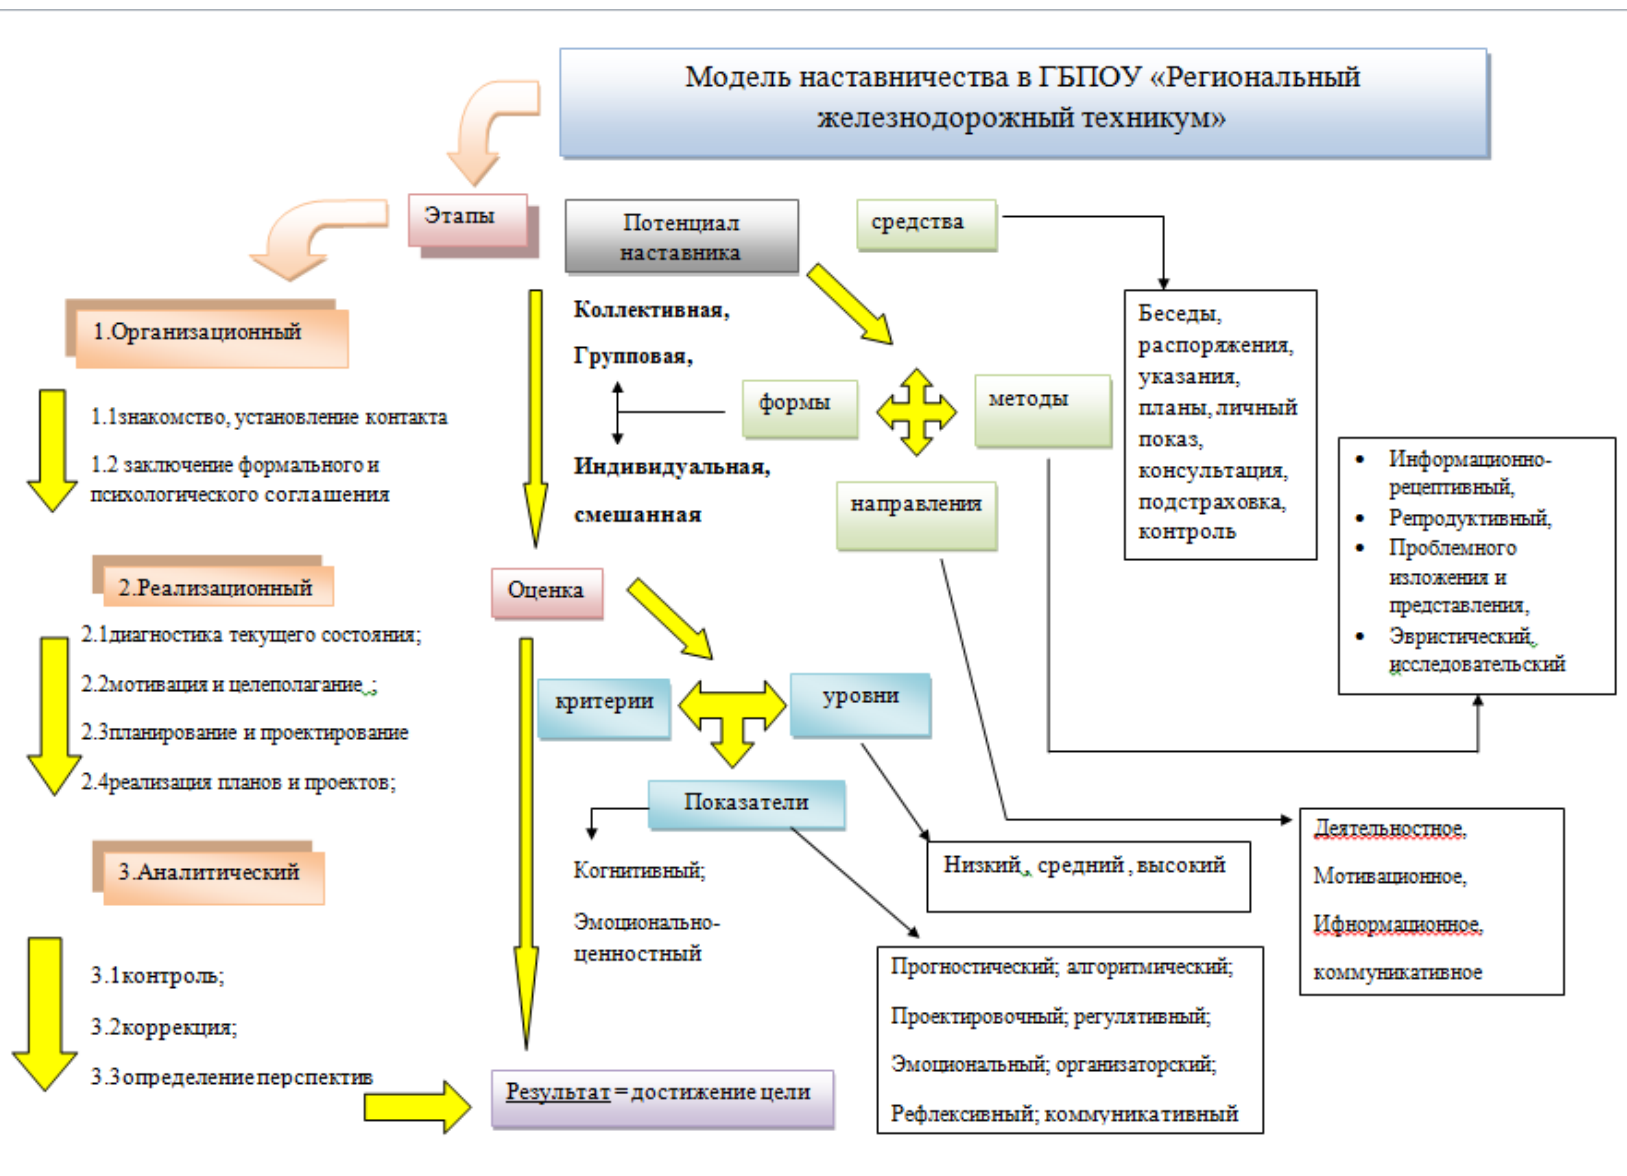 Модель наставничества в ГБПОУ «Региональный
железнодорожный техникум»
Этапы
Потенциал
наставника
средства
1.Организационный
1.1знакомство, установление контакта
1.2 заключение формального и
психологического соглашения
2.Реализационный
2.1диагностика текущего состояния;
2.2мотивация и целеполагание ;
2.3планирование и проектирование
2.4реализация планов и проектов;
3.Аналитический
3.1контроль;
3.2коррекция;
3.3определение перспектив
Коллективная,
Групповая,
Индивидуальная,
смешанная
формы
методы
направления
Беседы,
распоряжения,
указания,
планы, личный
показ,
консультация,
подстраховка,
контроль
• Информационно-
рецептивный,
• Репродуктивный,
• Проблемного
изложения и
представления,
• Эвристический,
исследовательский
Оценка
критерии
уровни
Показатели
Когнитивный;
Эмоционально-
ценностный
Низкий, средний , высокий
Деятельностное,
Мотивационное,
Ифнормационное,
коммуникативное
Прогностический; алгоритмический;
Проектировочный; регулятивный;
Эмоциональный; организаторский;
Рефлексивный; коммуникативный
Результат = достижение цели